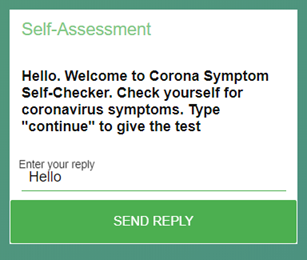 Self-Assessment
Hello. Welcome to Corona Symptom
Self-Checker. Check yourself for
coronavirus symptoms. Type
"continue" to give the test
Enter your reply
Hello
SEND REPLY